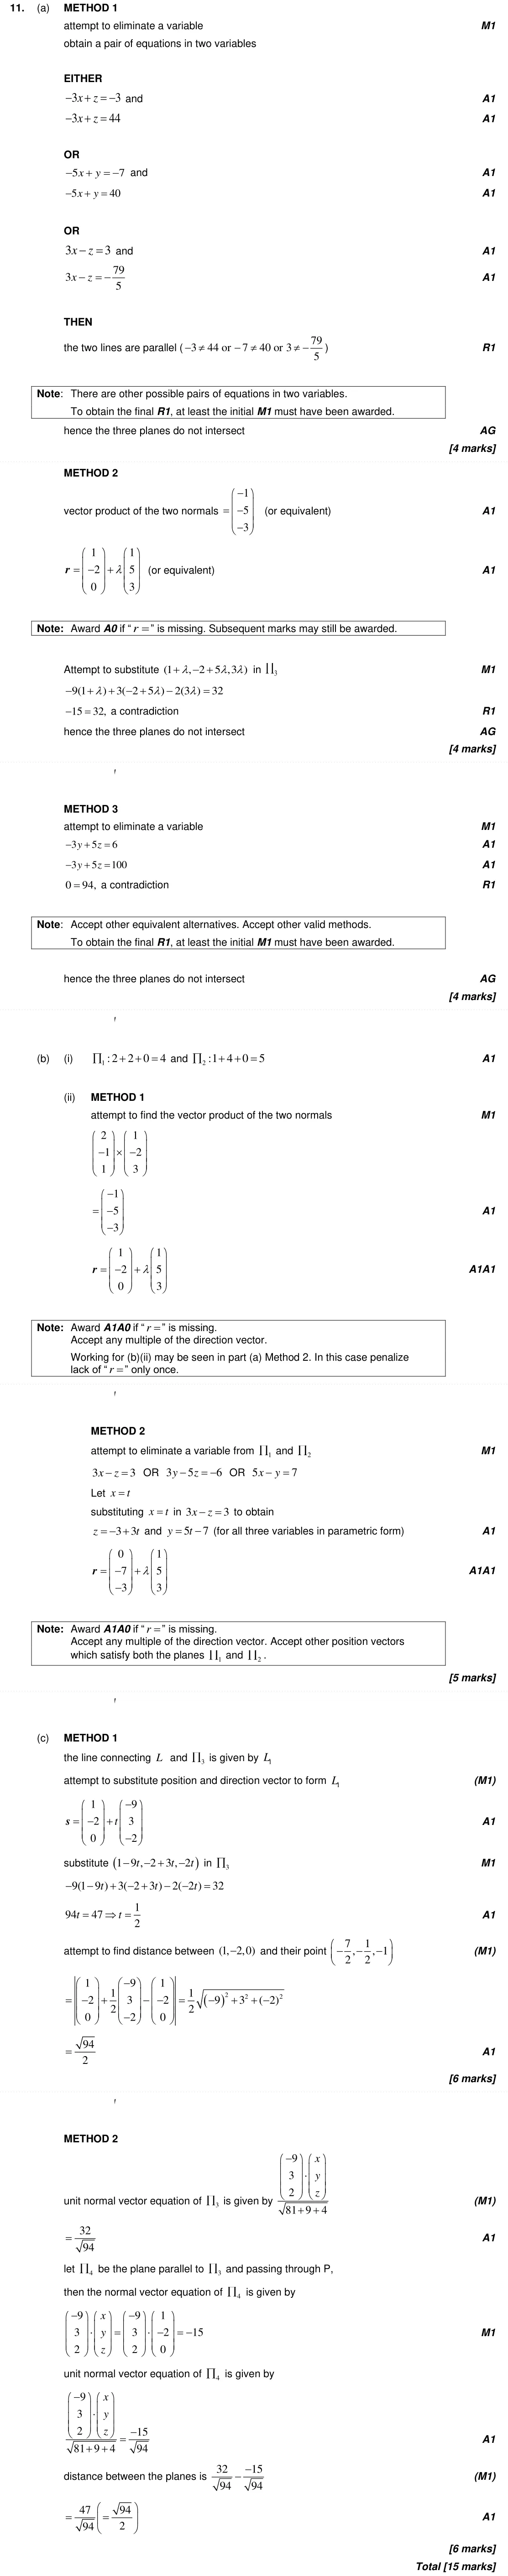 11. (a) METHOD 1
attempt to eliminate a variable M1
obtain a pair of equations in two variables
EITHER
−3x + z = −3 and A1
−3x + z = 44 A1
OR
−5x + y = −7 and A1
−5x + y = 40 A1
OR
3x − z = 3 and A1
3x − z = −79/5 A1
THEN
the two lines are parallel (−3 ≠ 44 or −7 ≠ 40 or 3 ≠ −79/5) R1
Note: There are other possible pairs of equations in two variables.
To obtain the final R1, at least the initial M1 must have been awarded.
hence the three planes do not intersect AG
[4 marks]
METHOD 2
vector product of the two normals = (−1, −5, −3) (or equivalent) A1
r = (1, −2, 0) + λ(1, 5, 3) (or equivalent) A1
Note: Award A0 if “r =” is missing. Subsequent marks may still be awarded.
Attempt to substitute (1+λ, −2+5λ, 3λ) in ∏₃ M1
−9(1+λ) + 3(−2+5λ) − 2(3λ) = 32
−15 = 32, a contradiction R1
hence the three planes do not intersect AG
[4 marks]
METHOD 3
attempt to eliminate a variable M1
−3y + 5z = 6 A1
−3y + 5z = 100 A1
0 = 94, a contradiction R1
Note: Accept other equivalent alternatives. Accept other valid methods.
To obtain the final R1, at least the initial M1 must have been awarded.
hence the three planes do not intersect AG
[4 marks]
(b) (i) ∏₁ : 2+2+0 = 4 and ∏₂ : 1+4+0 = 5 A1
(ii) METHOD 1
attempt to find the vector product of the two normals M1
(2, −1, 1) × (1, −2, 3)
= (−1, −5, −3) A1
r = (1, −2, 0) + λ(1, 5, 3) A1A1
Note: Award A1A0 if “r =” is missing.
Accept any multiple of the direction vector.
Working for (b)(ii) may be seen in part (a) Method 2. In this case penalize
lack of “r =” only once.
METHOD 2
attempt to eliminate a variable from ∏₁ and ∏₂ M1
3x − z = 3 OR 3y − 5z = −6 OR 5x − y = 7
Let x = t
substituting x = t in 3x − z = 3 to obtain
z = −3 + 3t and y = 5t − 7 (for all three variables in parametric form) A1
r = (0, −7, −3) + λ(1, 5, 3) A1A1
Note: Award A1A0 if “r =” is missing.
Accept any multiple of the direction vector. Accept other position vectors
which satisfy both the planes ∏₁ and ∏₂.
[5 marks]
(c) METHOD 1
the line connecting L and ∏₃ is given by L₁
attempt to substitute position and direction vector to form L₁ (M1)
s = (1, −2, 0) + t(−9, 3, −2) A1
substitute (1−9t, −2+3t, −2t) in ∏₃ M1
−9(1−9t) + 3(−2+3t) − 2(−2t) = 32
94t = 47 ⇒ t = 1/2 A1
attempt to find distance between (1, −2, 0) and their point (−7/2, −1/2, −1) (M1)
= |(1, −2, 0) + 1/2(−9, 3, −2) − (1, −2, 0)| = 1/2 √((−9)² + 3² + (−2)²)
= √94/2 A1
[6 marks]
METHOD 2
unit normal vector equation of ∏₃ is given by (−9, 3, 2)·(x, y, z)/√(81+9+4) (M1)
= 32/√94 A1
let ∏₄ be the plane parallel to ∏₃ and passing through P,
then the normal vector equation of ∏₄ is given by
(−9, 3, 2)·(x, y, z) = (−9, 3, 2)·(1, −2, 0) = −15 M1
unit normal vector equation of ∏₄ is given by
(−9, 3, 2)·(x, y, z)/√(81+9+4) = −15/√94 A1
distance between the planes is 32/√94 − −15/√94 (M1)
= 47/√94 (= √94/2) A1
[6 marks]
Total [15 marks]